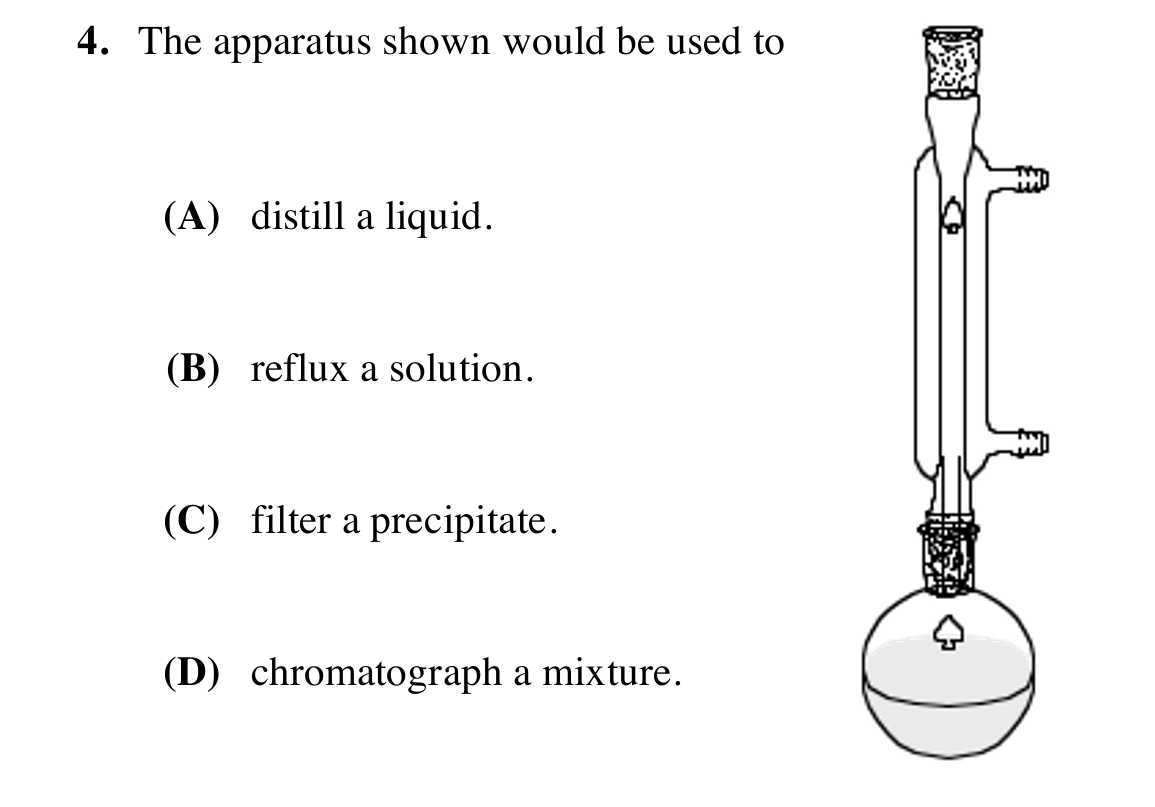 4. The apparatus shown would be used to
(A) distill a liquid.
(B) reflux a solution.
(C) filter a precipitate.
(D) chromatograph a mixture.